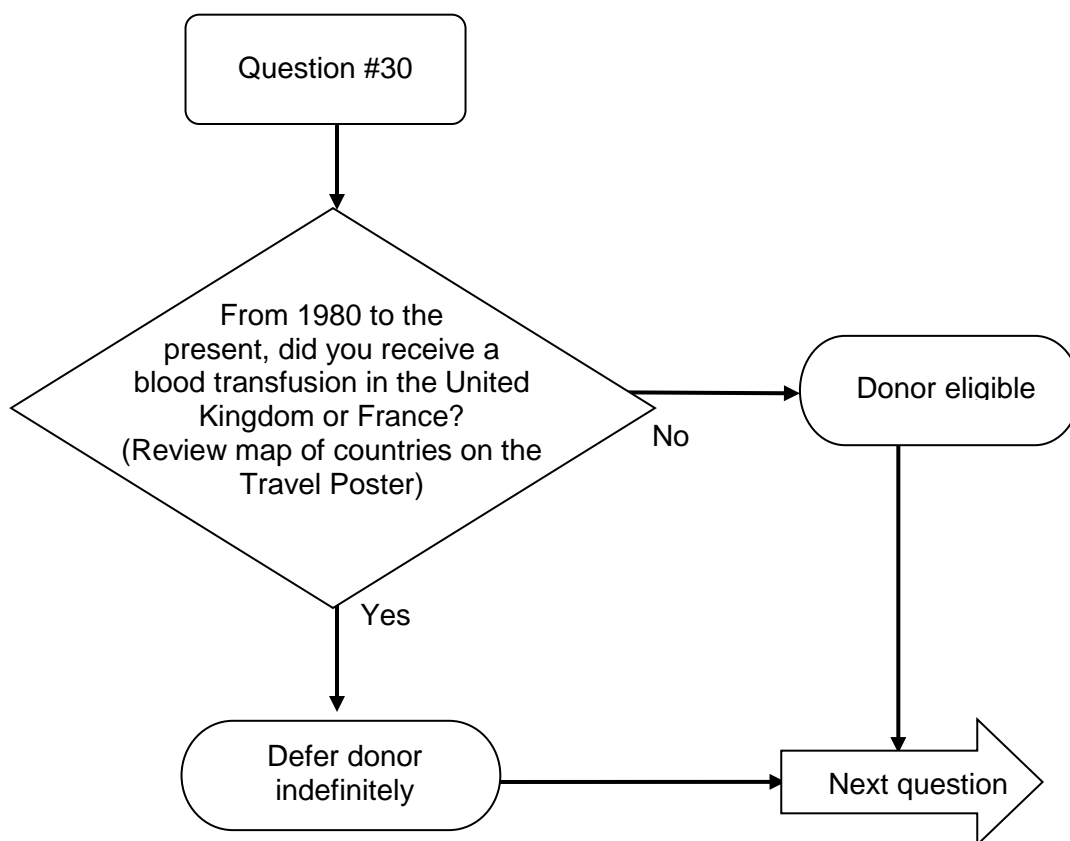 Question #30
From 1980 to the
present, did you receive a
blood transfusion in the United
Kingdom or France?
(Review map of countries on the
Travel Poster)
Donor eligible
No
Yes
Defer donor
indefinitely
Next question